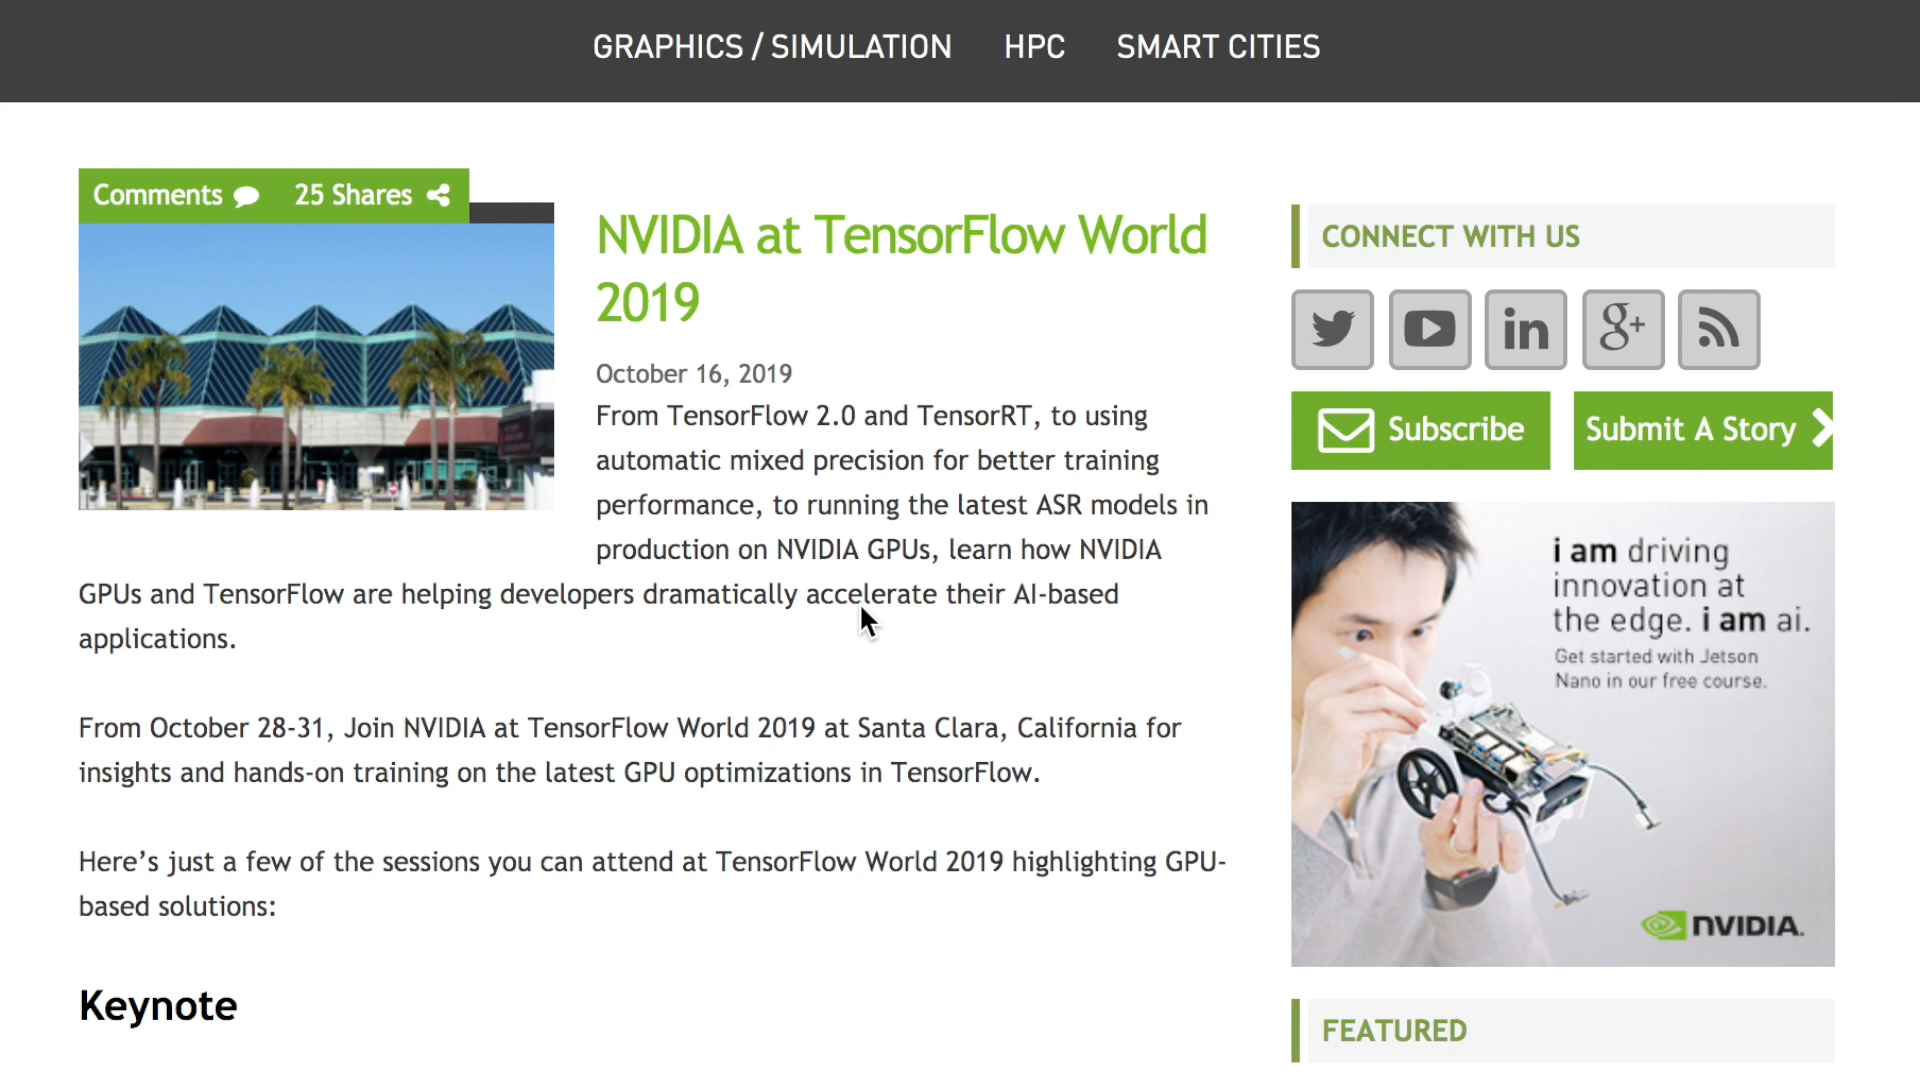 GRAPHICS / SIMULATION HPC SMART CITIES
Comments 25 Shares
NVIDIA at TensorFlow World
2019
October 16, 2019
From TensorFlow 2.0 and TensorRT, to using
automatic mixed precision for better training
performance, to running the latest ASR models in
production on NVIDIA GPUs, learn how NVIDIA
GPUs and TensorFlow are helping developers dramatically accelerate their AI-based
applications.
From October 28-31, Join NVIDIA at TensorFlow World 2019 at Santa Clara, California for
insights and hands-on training on the latest GPU optimizations in TensorFlow.
Here’s just a few of the sessions you can attend at TensorFlow World 2019 highlighting GPU-
based solutions:
Keynote
CONNECT WITH US
in g+
Subscribe Submit A Story
i am driving
innovation at
the edge. i am ai.
Get started with Jetson
Nano in our free course.
NVIDIA.
FEATURED